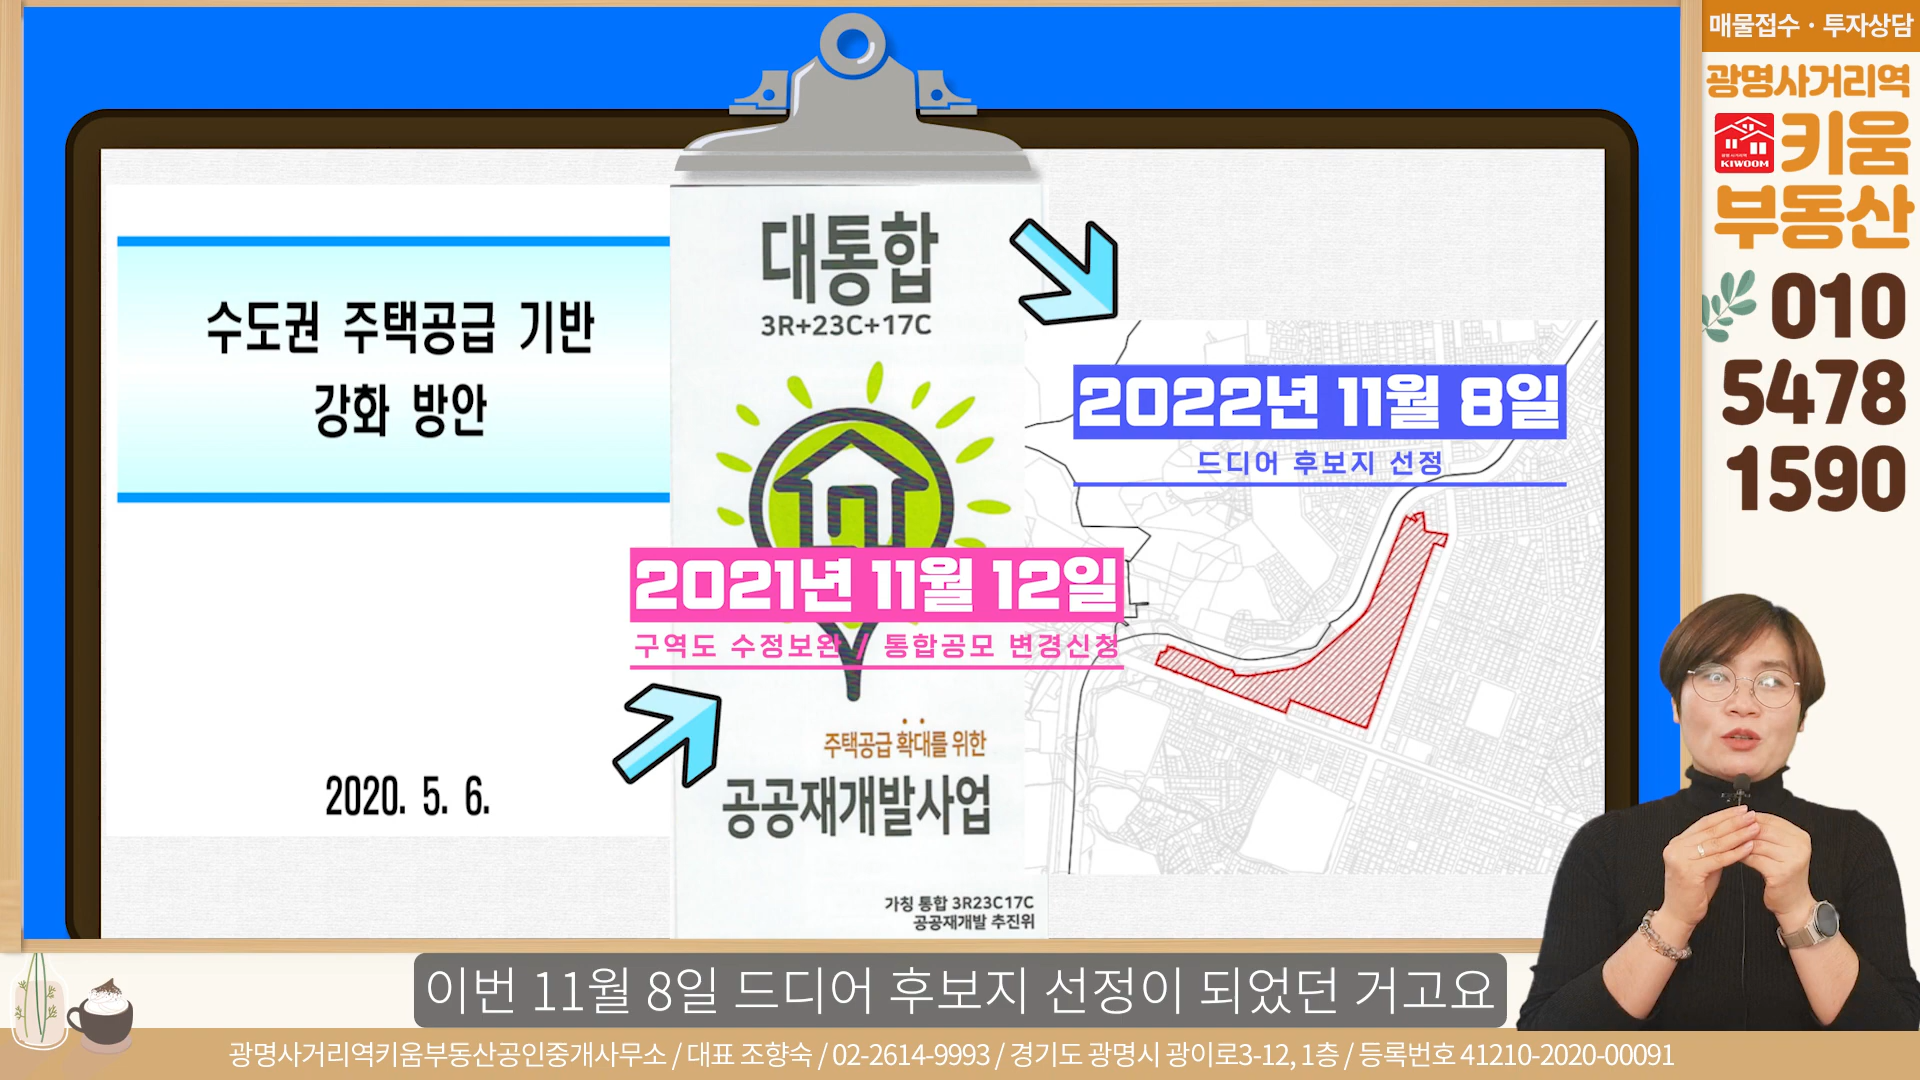 수도권 주택공급 기반
강화 방안
2020. 5. 6.
대통합
3R+23C+17C
2021년 11월 12일
구역도 수정보완 / 통합공모 변경신청
주택공급 확대를 위한
공공재개발사업
가칭 통합 3R23C17C
공공재개발 추진위
2022년 11월 8일
드디어 후보지 선정
매물접수 · 투자상담
광명사거리역
KIWOOM
키움
부동산
010
5478
1590
이번 11월 8일 드디어 후보지 선정이 되었던 거고요
광명사거리역키움부동산공인중개사무소 / 대표 조향숙 / 02-2614-9993 / 경기도 광명시 광이로3-12, 1층 / 등록번호 41210-2020-00091